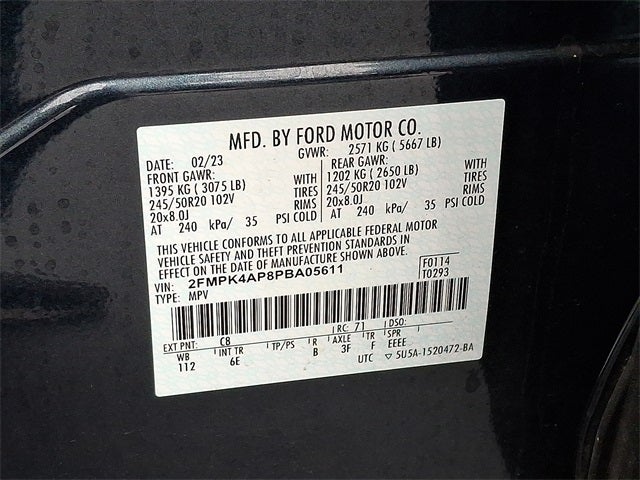 MFD. BY FORD MOTOR CO.
DATE: 02/23 GVWR: 2571 KG ( 5667 LB)
FRONT GAWR: WITH REAR GAWR: WITH
1395 KG ( 3075 LB) TIRES 1202 KG ( 2650 LB) TIRES
245/50R20 102V RIMS 245/50R20 102V RIMS
20x8.0J 20x8.0J
AT 240 kPa/ 35 PSI COLD AT 240 kPa/ 35 PSI COLD
THIS VEHICLE CONFORMS TO ALL APPLICABLE FEDERAL MOTOR
VEHICLE SAFETY AND THEFT PREVENTION STANDARDS IN
EFFECT ON THE DATE OF MANUFACTURE SHOWN ABOVE.
VIN: 2FMPK4AP8PBA05611 F0114
TYPE: MPV T0293
EXT PNT: C8 RC: 71 DSO:
WB INT TR TP/PS R AXLE TR SPR
112 6E B 3F F EEEE
UTC ▽ 5U5A-1520472-BA